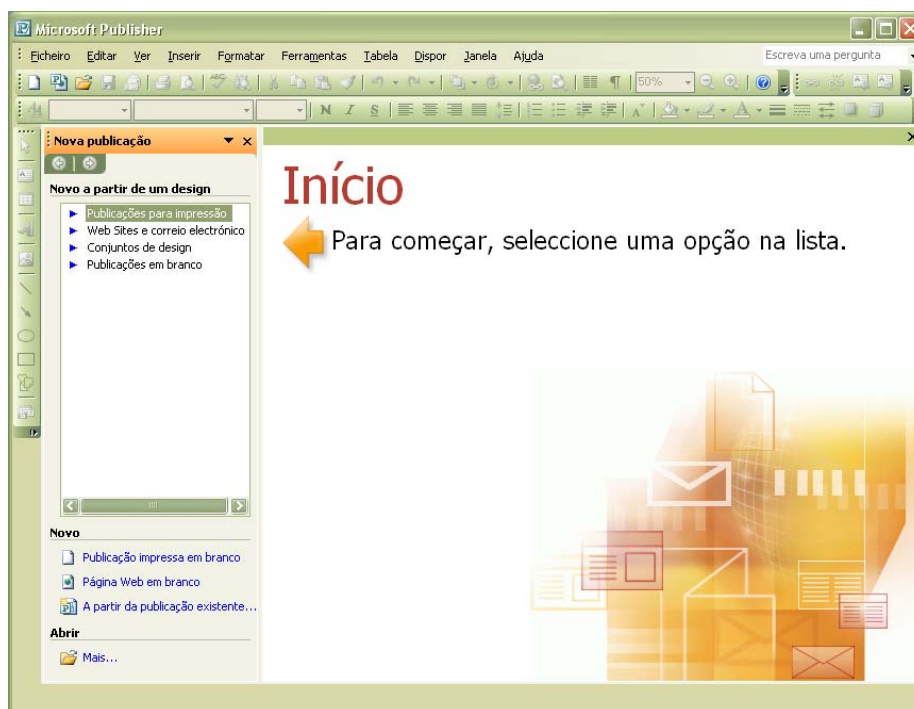 Microsoft Publisher
Ficheiro Editar Ver Inserir Formatar Ferramentas Tabela Dispor Janela Ajuda Escreva uma pergunta
50%
N I S
Nova publicação
Início
Novo a partir de um design
Publicações para impressão
Web Sites e correio electrónico
Conjuntos de design
Publicações em branco
Para começar, seleccione uma opção na lista.
Novo
Publicação impressa em branco
Página Web em branco
A partir da publicação existente...
Abrir
Mais...